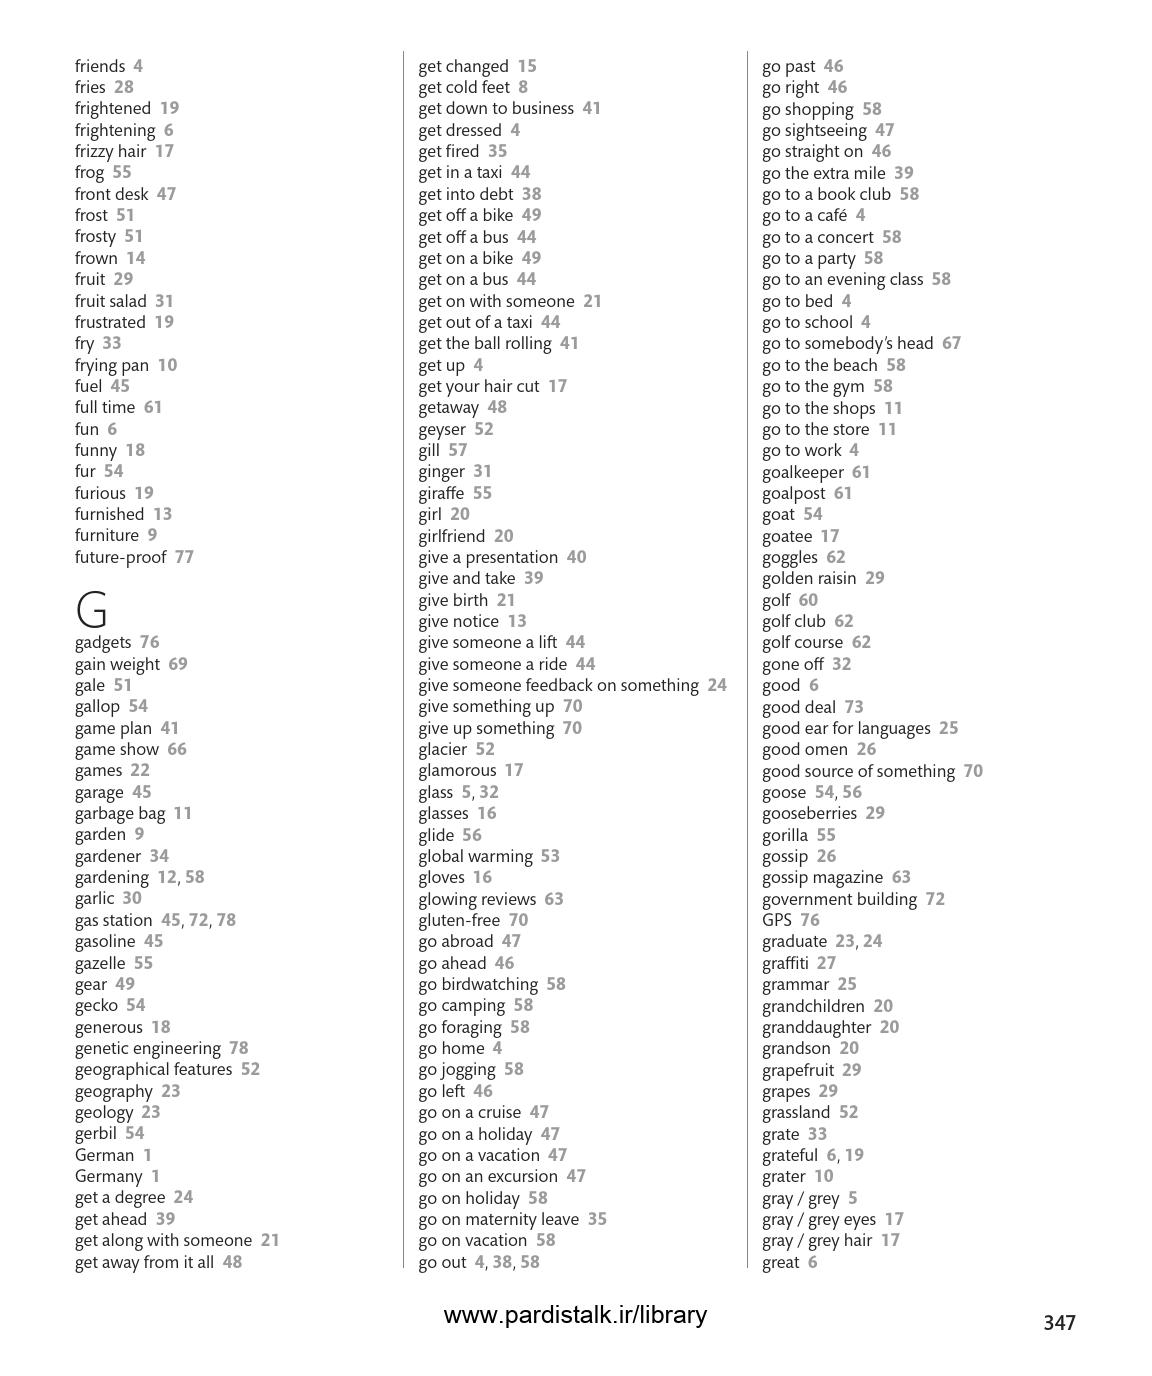 friends 4
fries 28
frightened 19
frightening 6
frizzy hair 17
frog 55
front desk 47
frost 51
frosty 51
frown 14
fruit 29
fruit salad 31
frustrated 19
fry 33
frying pan 10
fuel 45
full time 61
fun 6
funny 18
fur 54
furious 19
furnished 13
furniture 9
future-proof 77
G
gadgets 76
gain weight 69
gale 51
gallop 54
game plan 41
game show 66
games 22
garage 45
garbage bag 11
garden 9
gardener 34
gardening 12, 58
garlic 30
gas station 45, 72, 78
gasoline 45
gazelle 55
gear 49
gecko 54
generous 18
genetic engineering 78
geographical features 52
geography 23
geology 23
gerbil 54
German 1
Germany 1
get a degree 24
get ahead 39
get along with someone 21
get away from it all 48
get changed 15
get cold feet 8
get down to business 41
get dressed 4
get fired 35
get in a taxi 44
get into debt 38
get off a bike 49
get off a bus 44
get on a bike 49
get on a bus 44
get on with someone 21
get out of a taxi 44
get the ball rolling 41
get up 4
get your hair cut 17
getaway 48
geyser 52
gill 57
ginger 31
giraffe 55
girl 20
girlfriend 20
give a presentation 40
give and take 39
give birth 21
give notice 13
give someone a lift 44
give someone a ride 44
give someone feedback on something 24
give something up 70
give up something 70
glacier 52
glamorous 17
glass 5, 32
glasses 16
glide 56
global warming 53
gloves 16
glowing reviews 63
gluten-free 70
go abroad 47
go ahead 46
go birdwatching 58
go camping 58
go foraging 58
go home 4
go jogging 58
go left 46
go on a cruise 47
go on a holiday 47
go on a vacation 47
go on an excursion 47
go on holiday 58
go on maternity leave 35
go on vacation 58
go out 4, 38, 58
go past 46
go right 46
go shopping 58
go sightseeing 47
go straight on 46
go the extra mile 39
go to a book club 58
go to a café 4
go to a concert 58
go to a party 58
go to an evening class 58
go to bed 4
go to school 4
go to somebody's head 67
go to the beach 58
go to the gym 58
go to the shops 11
go to the store 11
go to work 4
goalkeeper 61
goalpost 61
goat 54
goatee 17
goggles 62
golden raisin 29
golf 60
golf club 62
golf course 62
gone off 32
good 6
good deal 73
good ear for languages 25
good omen 26
good source of something 70
goose 54, 56
gooseberries 29
gorilla 55
gossip 26
gossip magazine 63
government building 72
GPS 76
graduate 23, 24
graffiti 27
grammar 25
grandchildren 20
granddaughter 20
grandson 20
grapefruit 29
grapes 29
grassland 52
grate 33
grateful 6, 19
grater 10
gray / grey 5
gray / grey eyes 17
gray / grey hair 17
great 6
www.pardistalk.ir/library
347